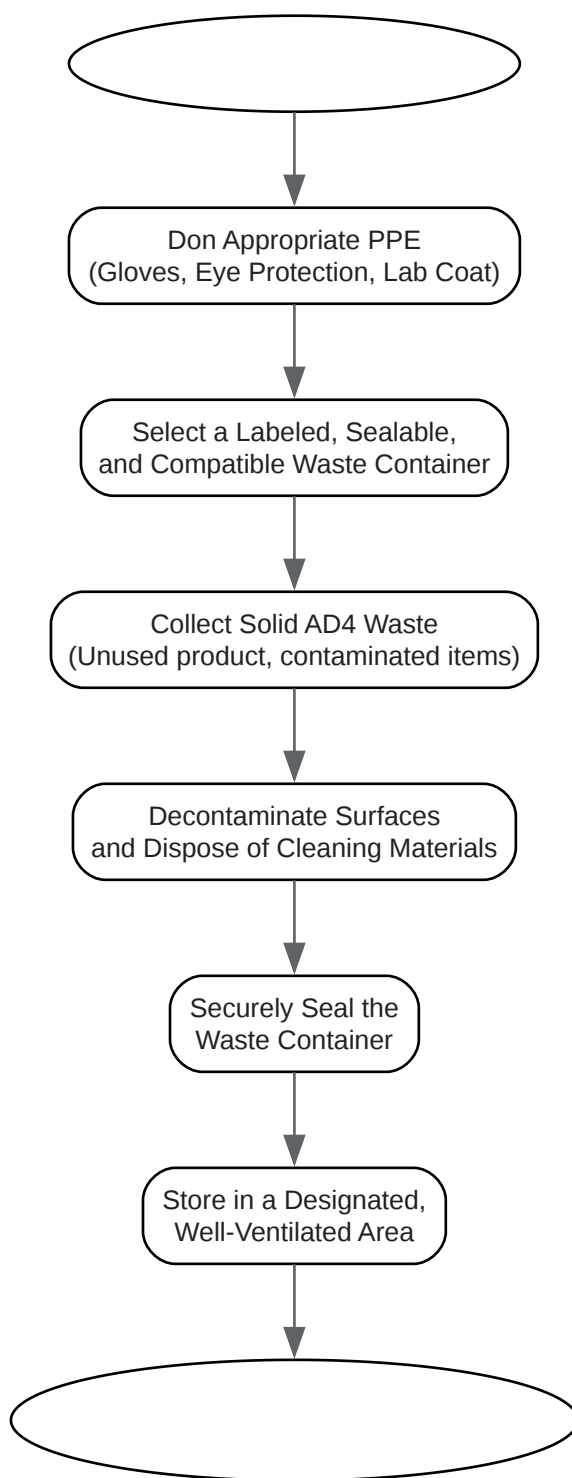 Don Appropriate PPE
(Gloves, Eye Protection, Lab Coat)
Select a Labeled, Sealable,
and Compatible Waste Container
Collect Solid AD4 Waste
(Unused product, contaminated items)
Decontaminate Surfaces
and Dispose of Cleaning Materials
Securely Seal the
Waste Container
Store in a Designated,
Well-Ventilated Area